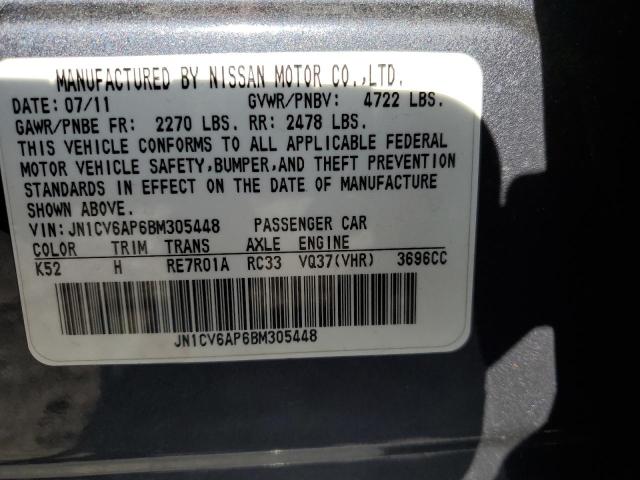 MANUFACTURED BY NISSAN MOTOR CO.,LTD.
DATE: 07/11 GVWR/PNBV: 4722 LBS.
GAWR/PNBE FR: 2270 LBS. RR: 2478 LBS.
THIS VEHICLE CONFORMS TO ALL APPLICABLE FEDERAL
MOTOR VEHICLE SAFETY,BUMPER,AND THEFT PREVENTION
STANDARDS IN EFFECT ON THE DATE OF MANUFACTURE
SHOWN ABOVE.
VIN: JN1CV6AP6BM305448 PASSENGER CAR
COLOR TRIM TRANS AXLE ENGINE
K52 H RE7R01A RC33 VQ37(VHR) 3696CC
JN1CV6AP6BM305448